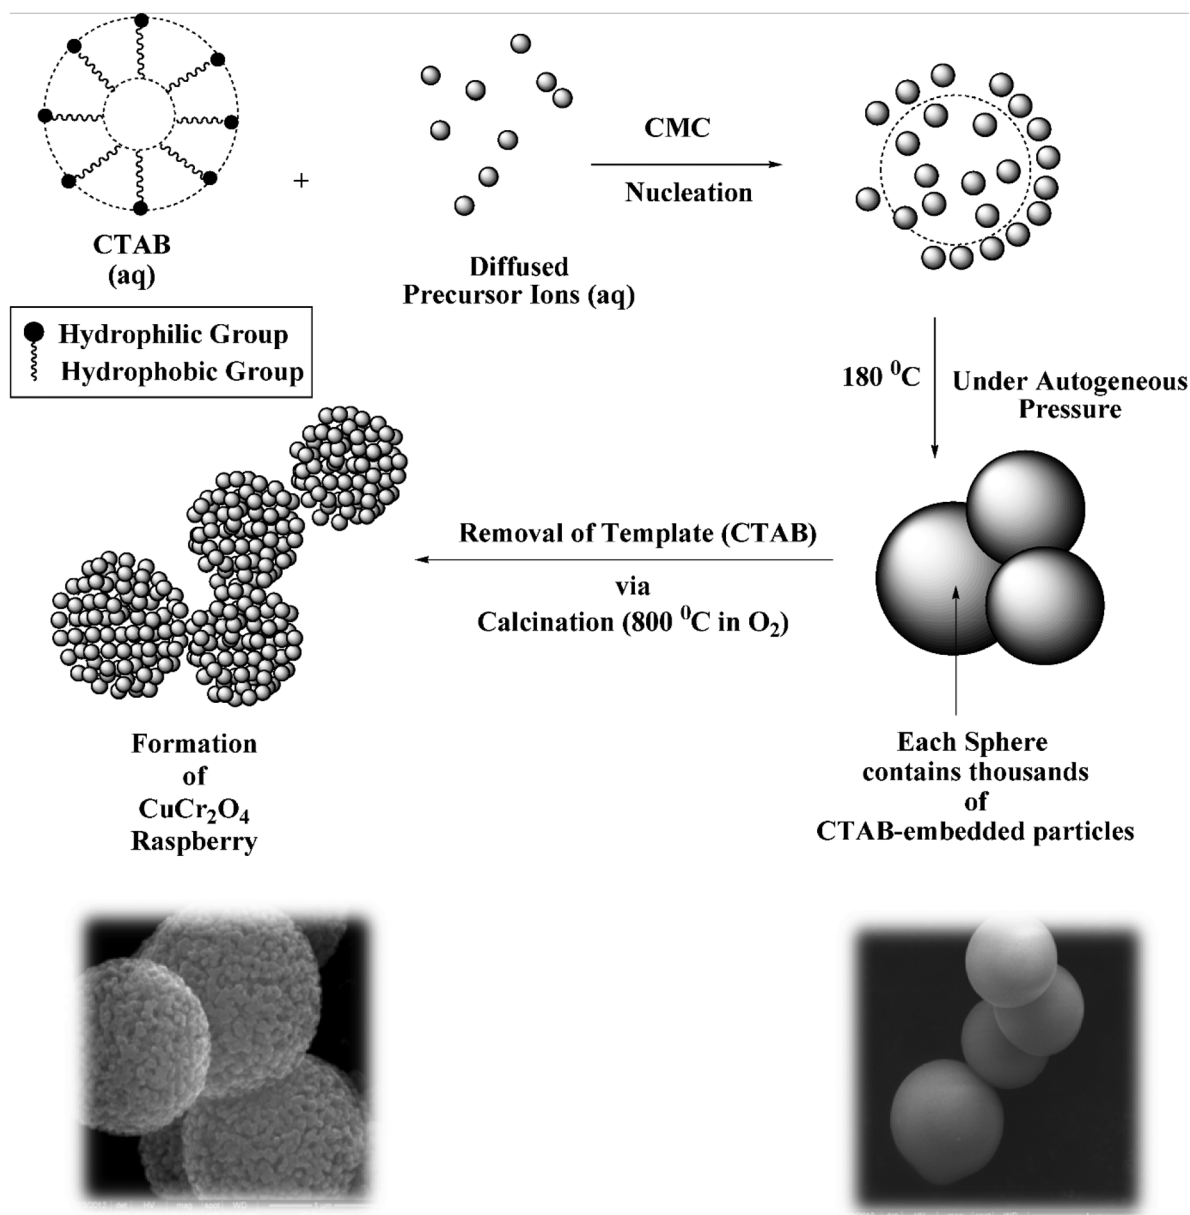 CTAB
(aq)
+
Diffused
Precursor Ions (aq)
CMC
Nucleation
Hydrophilic Group
Hydrophobic Group
180 ⁰C
Under Autogeneous
Pressure
Removal of Template (CTAB)
via
Calcination (800 ⁰C in O₂)
Each Sphere
contains thousands
of
CTAB-embedded particles
Formation
of
CuCr₂O₄
Raspberry